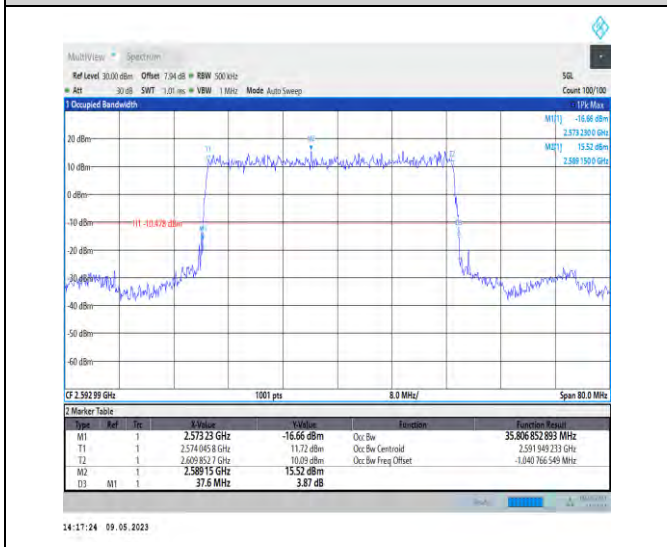 MultiView Spectrum
Ref Level 30.00 dBm Offset 7.94 dB RBW 500 kHz SGL
Att 30 dB SWT 1.01 ms VBW 1 MHz Mode Auto Sweep Count 100/100
1 Occupied Bandwidth 1Pk Max
M1[1] -16.66 dBm
2.573 230 0 GHz
M2[1] 15.52 dBm
2.589 150 0 GHz
20 dBm
M2
T1
T2
10 dBm
0 dBm
-10 dBm H1 -10.478 dBm
D3
M1
-20 dBm
-30 dBm
-40 dBm
-50 dBm
-60 dBm
CF 2.592 99 GHz 1001 pts 8.0 MHz/ Span 80.0 MHz
2 Marker Table
Type Ref Trc X-Value Y-Value Function Function Result
M1 1 2.573 23 GHz -16.66 dBm Occ Bw 35.806 852 893 MHz
T1 1 2.574 045 8 GHz 11.72 dBm Occ Bw Centroid 2.591 949 233 GHz
T2 1 2.609 852 7 GHz 10.09 dBm Occ Bw Freq Offset -1.040 766 549 MHz
M2 1 2.589 15 GHz 15.52 dBm
D3 M1 1 37.6 MHz 3.87 dB
14:17:24 09.05.2023